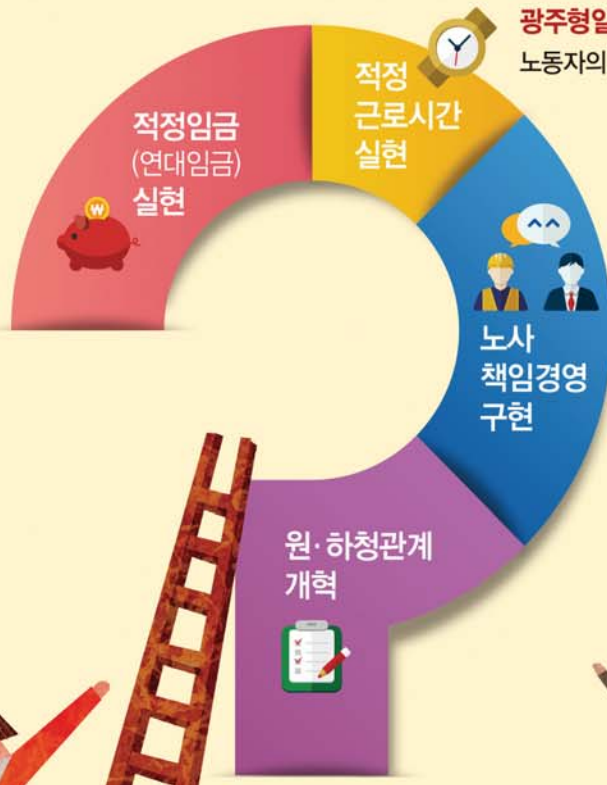 광주형일
노동자의
적정
근로시간
실현
적정임금
(연대임금)
실현
₩
노사
책임경영
구현
원·하청관계
개혁